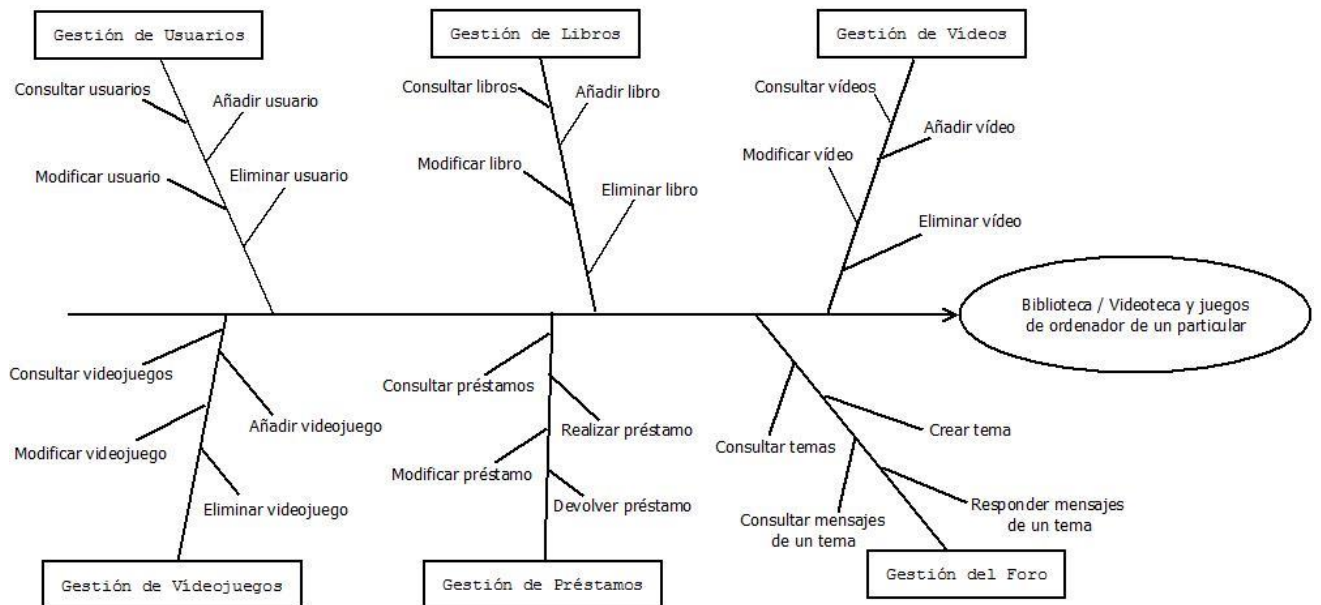 Gestión de Usuarios
Gestión de Libros
Gestión de Vídeos
Consultar usuarios
Añadir usuario
Modificar usuario
Eliminar usuario
Consultar libros
Añadir libro
Modificar libro
Eliminar libro
Consultar vídeos
Añadir vídeo
Modificar vídeo
Eliminar vídeo
Biblioteca / Videoteca y juegos
de ordenador de un particular
Consultar videojuegos
Añadir videojuego
Modificar videojuego
Eliminar videojuego
Consultar préstamos
Realizar préstamo
Modificar préstamo
Devolver préstamo
Consultar temas
Crear tema
Consultar mensajes
de un tema
Responder mensajes
de un tema
Gestión de Vídeojuegos
Gestión de Préstamos
Gestión del Foro